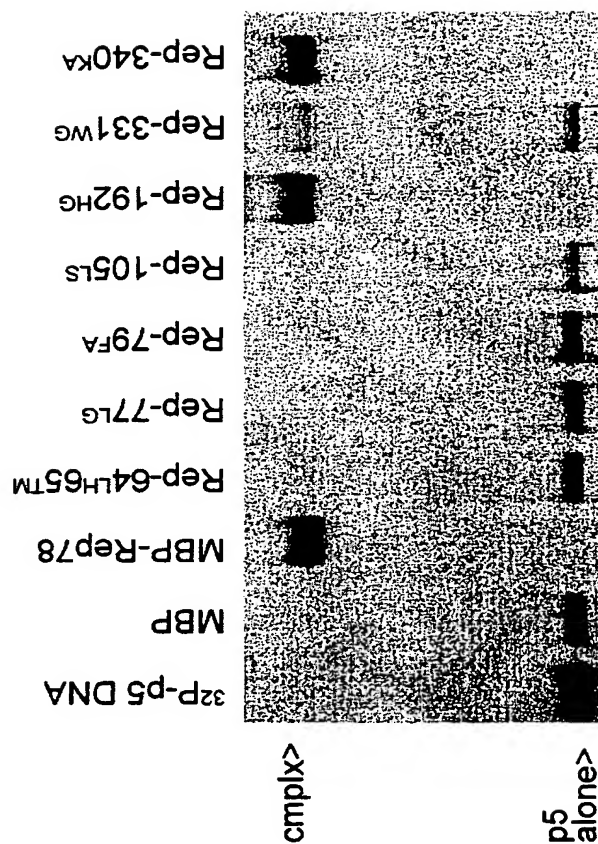 Rep-340KA
Rep-331WG
Rep-192HG
Rep-105LS
Rep-79FA
Rep-77LG
Rep-64LH65TM
MBP-Rep78
MBP
32P-p5 DNA
cmplx>
p5
alone>